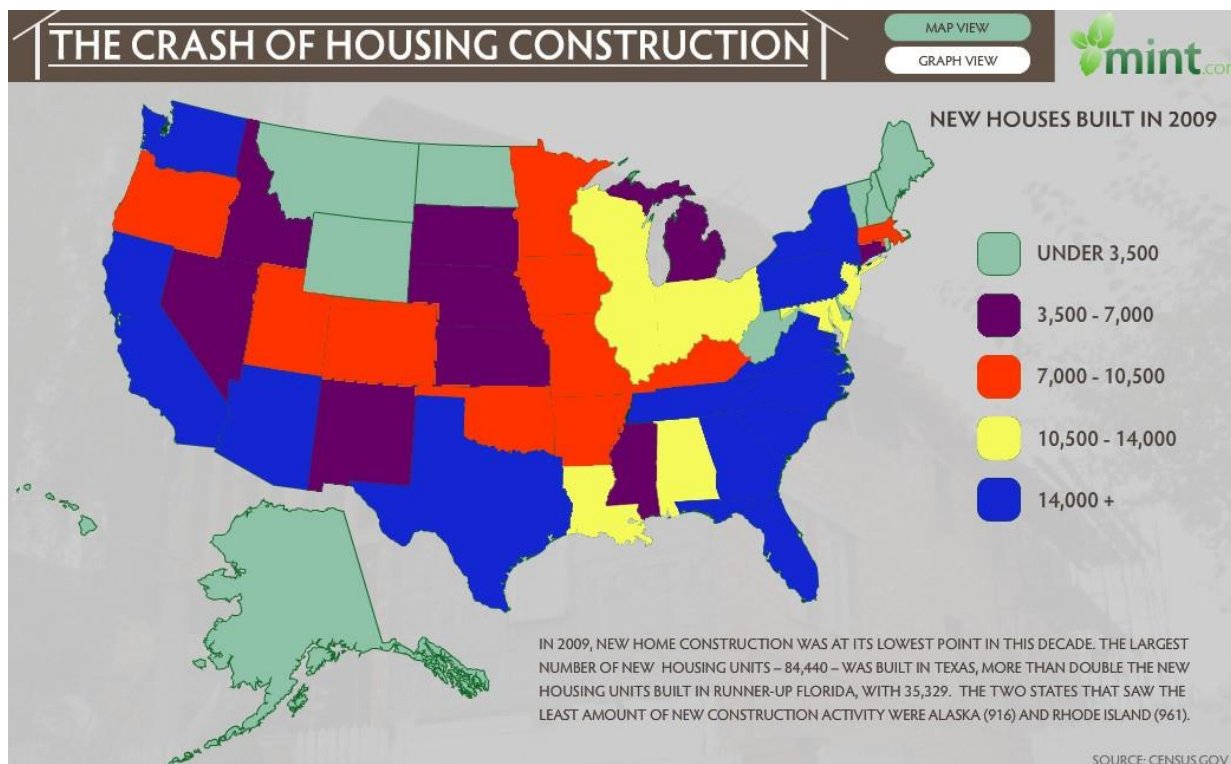 THE CRASH OF HOUSING CONSTRUCTION
MAP VIEW
GRAPH VIEW
mint.com
NEW HOUSES BUILT IN 2009
UNDER 3,500
3,500 - 7,000
7,000 - 10,500
10,500 - 14,000
14,000 +
IN 2009, NEW HOME CONSTRUCTION WAS AT ITS LOWEST POINT IN THIS DECADE. THE LARGEST
NUMBER OF NEW HOUSING UNITS – 84,440 – WAS BUILT IN TEXAS, MORE THAN DOUBLE THE NEW
HOUSING UNITS BUILT IN RUNNER-UP FLORIDA, WITH 35,329. THE TWO STATES THAT SAW THE
LEAST AMOUNT OF NEW CONSTRUCTION ACTIVITY WERE ALASKA (916) AND RHODE ISLAND (961).
SOURCE: CENSUS.GOV